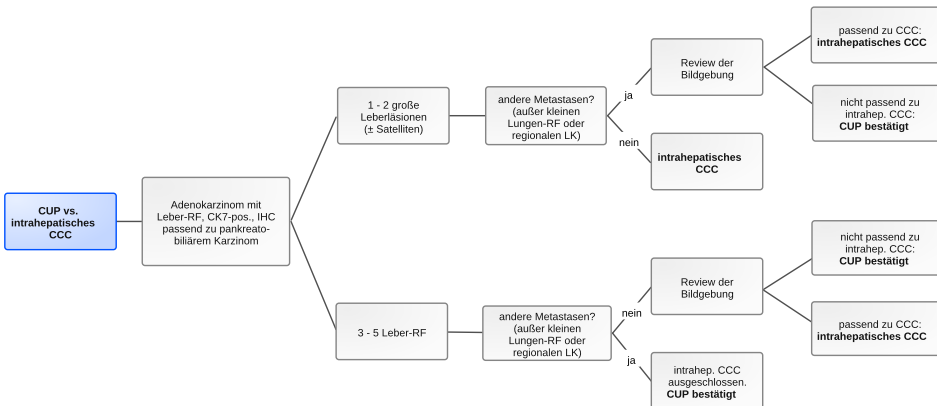 CUP vs.
intrahepatisches
CCC
Adenokarzinom mit
Leber-RF, CK7-pos., IHC
passend zu pankreato-
biliärem Karzinom
1 - 2 große
Leberläsionen
(± Satelliten)
andere Metastasen?
(außer kleinen
Lungen-RF oder
regionalen LK)
ja
nein
Review der
Bildgebung
intrahepatisches
CCC
passend zu CCC:
intrahepatisches CCC
nicht passend zu
intrahep. CCC:
CUP bestätigt
3 - 5 Leber-RF
andere Metastasen?
(außer kleinen
Lungen-RF oder
regionalen LK)
nein
ja
Review der
Bildgebung
intrahep. CCC
ausgeschlossen.
CUP bestätigt
nicht passend zu
intrahep. CCC:
CUP bestätigt
passend zu CCC:
intrahepatisches CCC